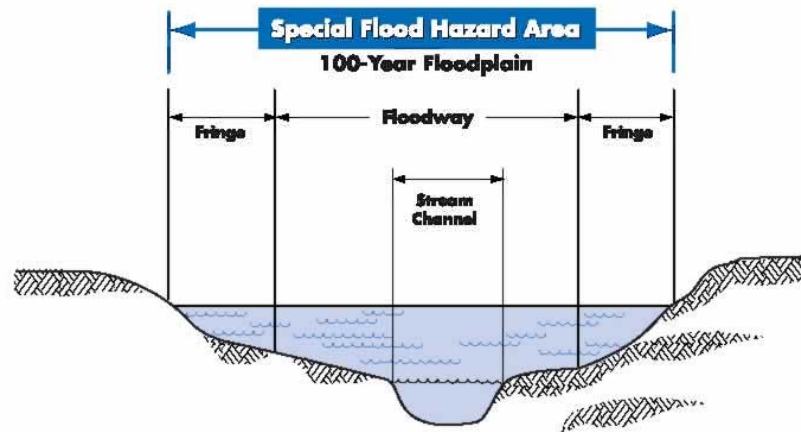 Special Flood Hazard Area
100-Year Floodplain
Fringe
Floodway
Fringe
Stream
Channel